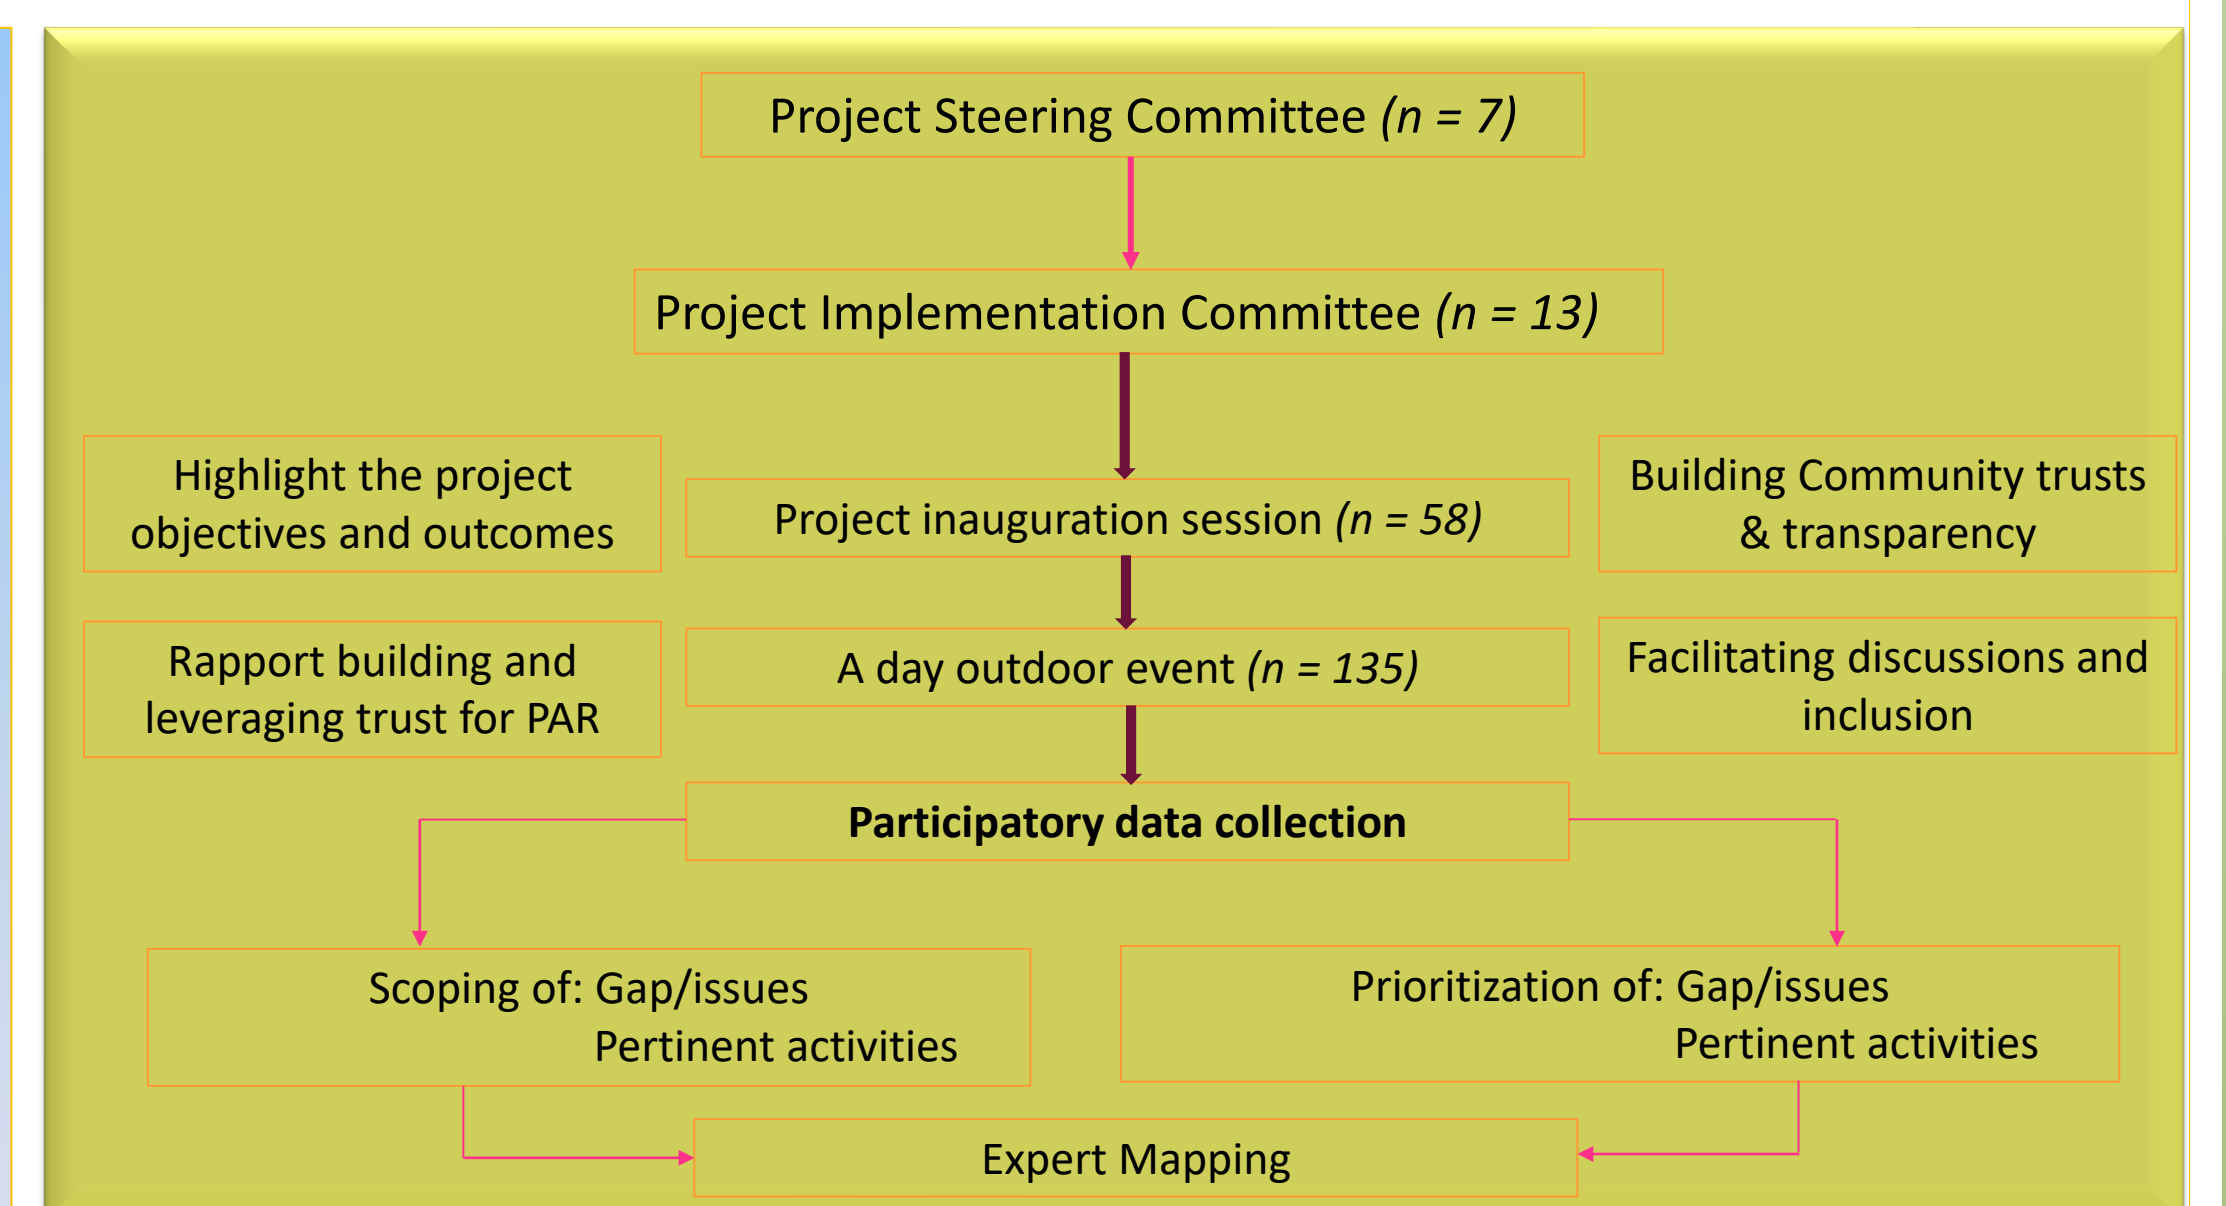 Project Steering Committee (n = 7)
Project Implementation Committee (n = 13)
Highlight the project
objectives and outcomes
Project inauguration session (n = 58)
Building Community trusts
& transparency
Rapport building and
leveraging trust for PAR
A day outdoor event (n = 135)
Facilitating discussions and
inclusion
Participatory data collection
Scoping of: Gap/issues
Pertinent activities
Prioritization of: Gap/issues
Pertinent activities
Expert Mapping